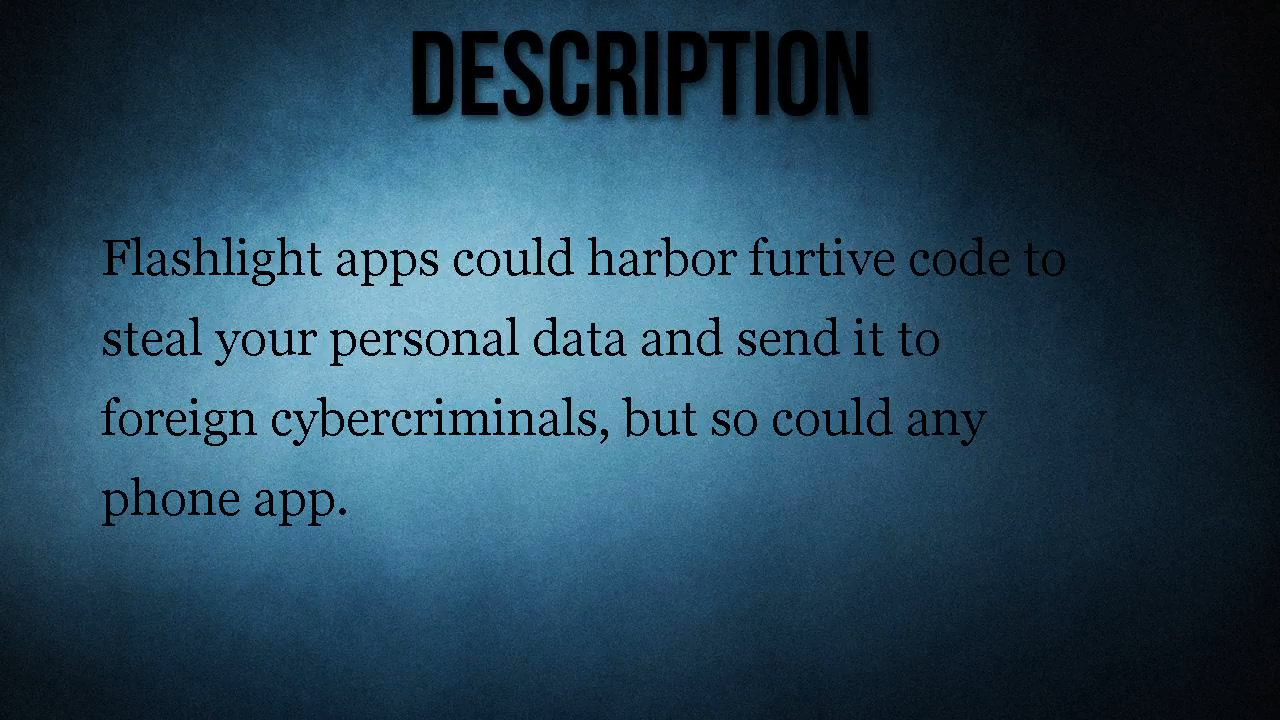 DESCRIPTION
Flashlight apps could harbor furtive code to
steal your personal data and send it to
foreign cybercriminals, but so could any
phone app.